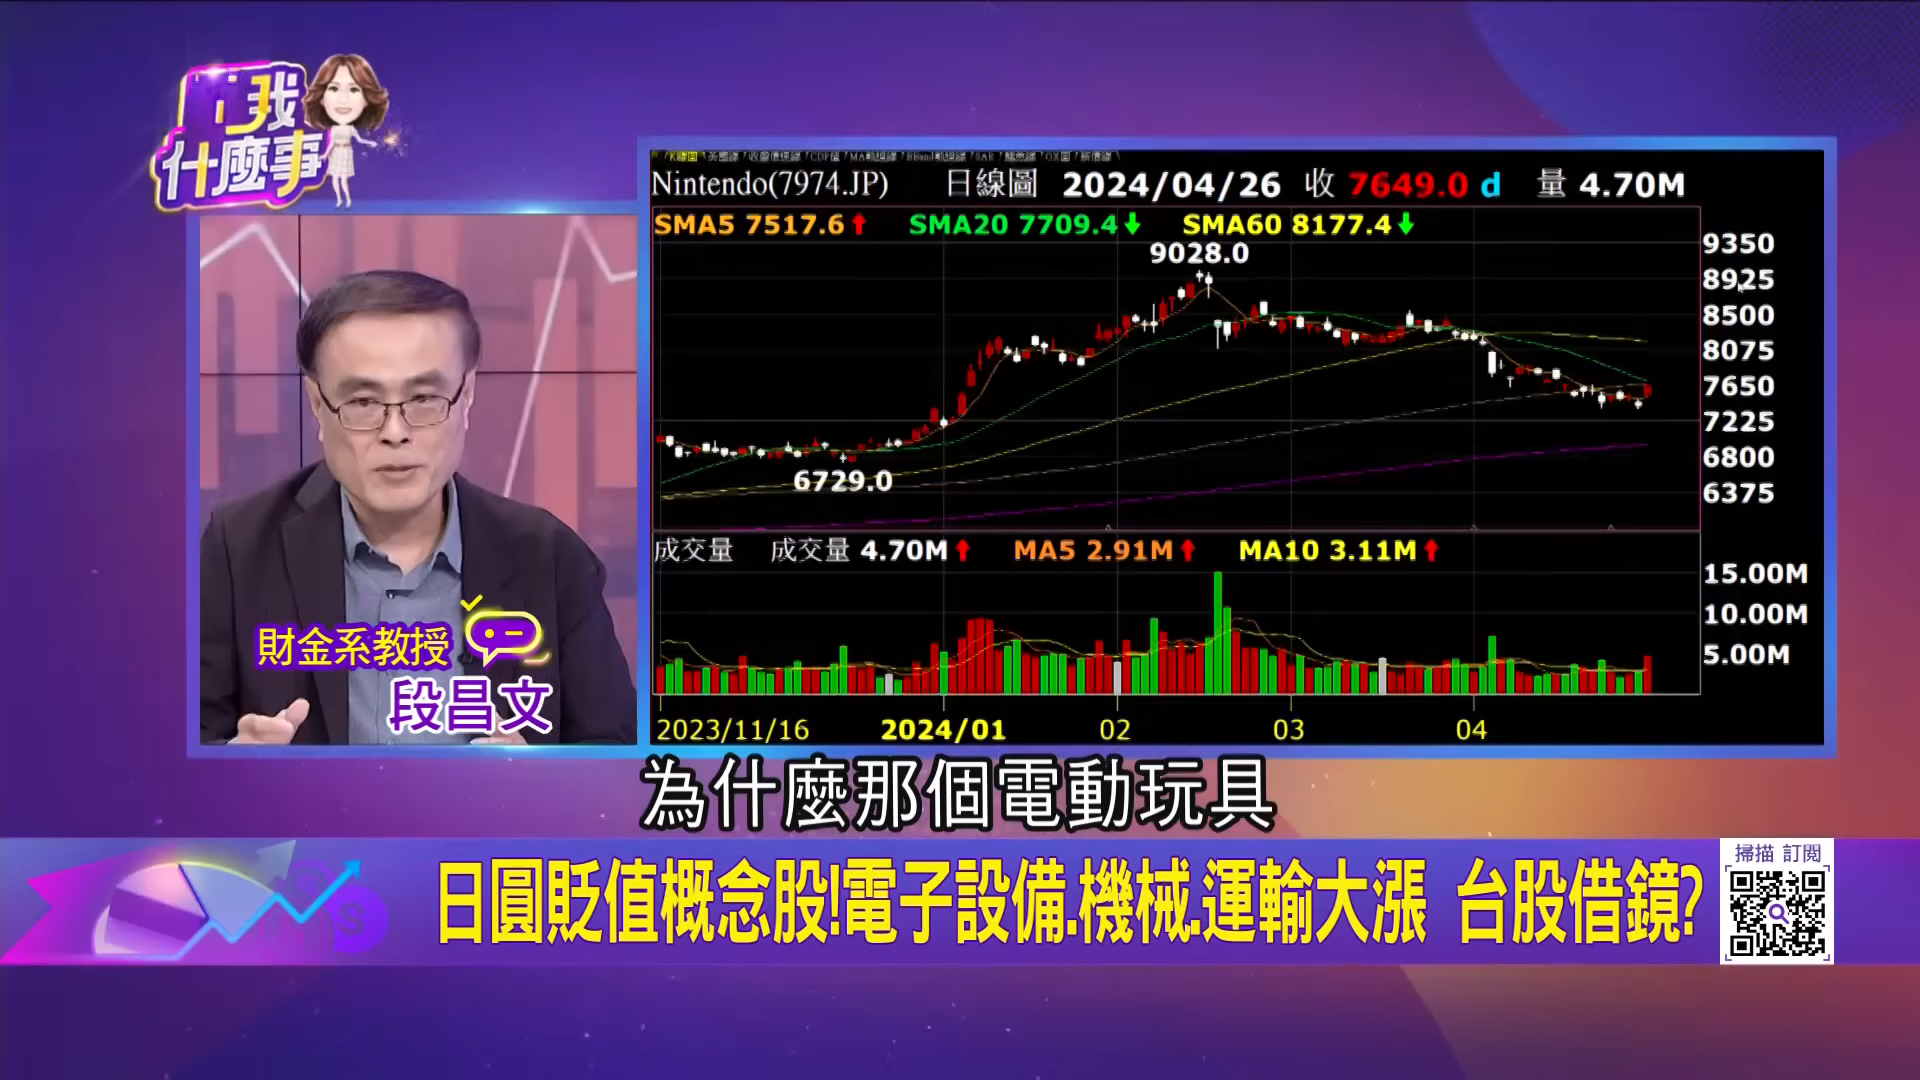 我
什麼事
Nintendo(7974.JP) 日線圖 2024/04/26 收 7649.0 d 量 4.70M
SMA5 7517.6↑ SMA20 7709.4↓ SMA60 8177.4↓
9028.0
9350
8925
8500
8075
7650
7225
6800
6375
6729.0
成交量 成交量 4.70M↑ MA5 2.91M↑ MA10 3.11M↑
15.00M
10.00M
5.00M
2023/11/16 2024/01 02 03 04
財金系教授
段昌文
為什麼那個電動玩具
日圓貶值概念股!電子設備.機械.運輸大漲 台股借鏡?
掃描 訂閱